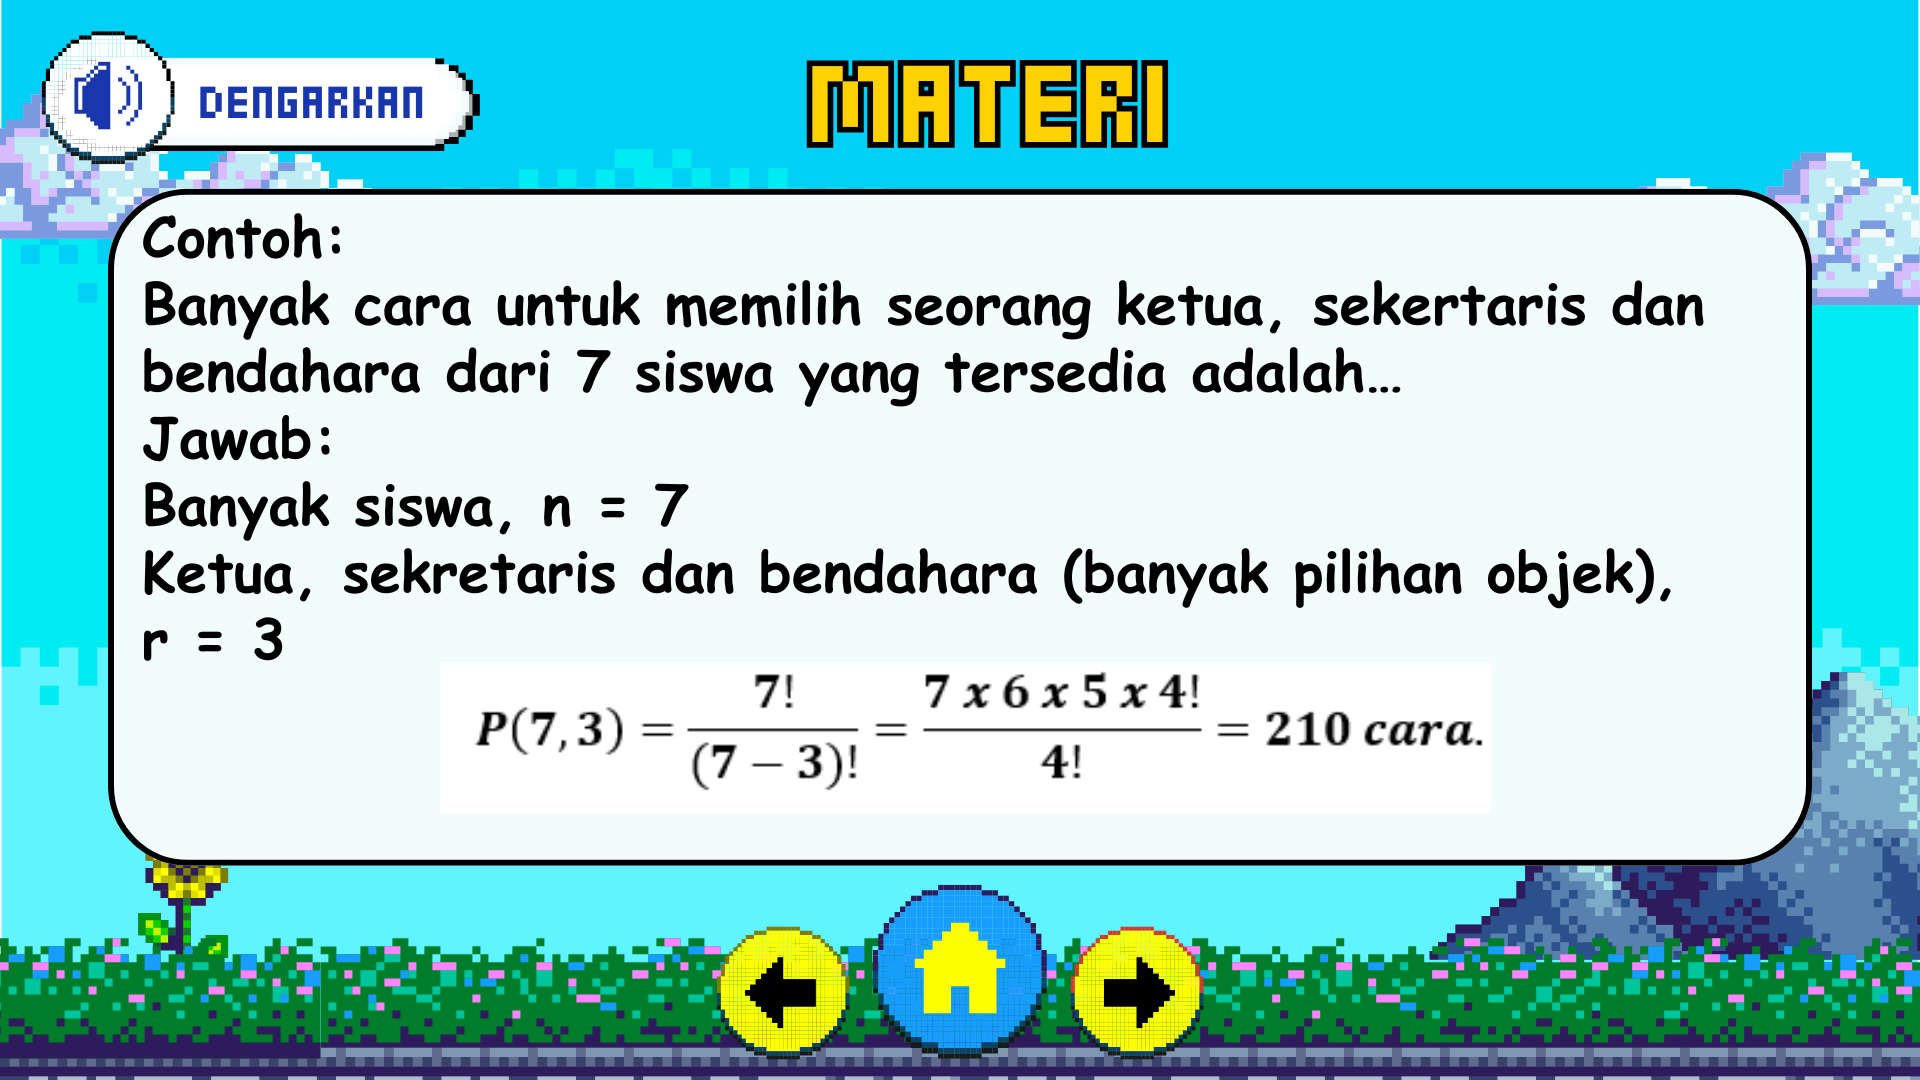 DENGARKAN
MATERI
Contoh:
Banyak cara untuk memilih seorang ketua, sekertaris dan
bendahara dari 7 siswa yang tersedia adalah...
Jawab:
Banyak siswa, n = 7
Ketua, sekretaris dan bendahara (banyak pilihan objek),
r = 3
P(7,3) = 7!/(7 − 3)! = 7 x 6 x 5 x 4!/4! = 210 cara.